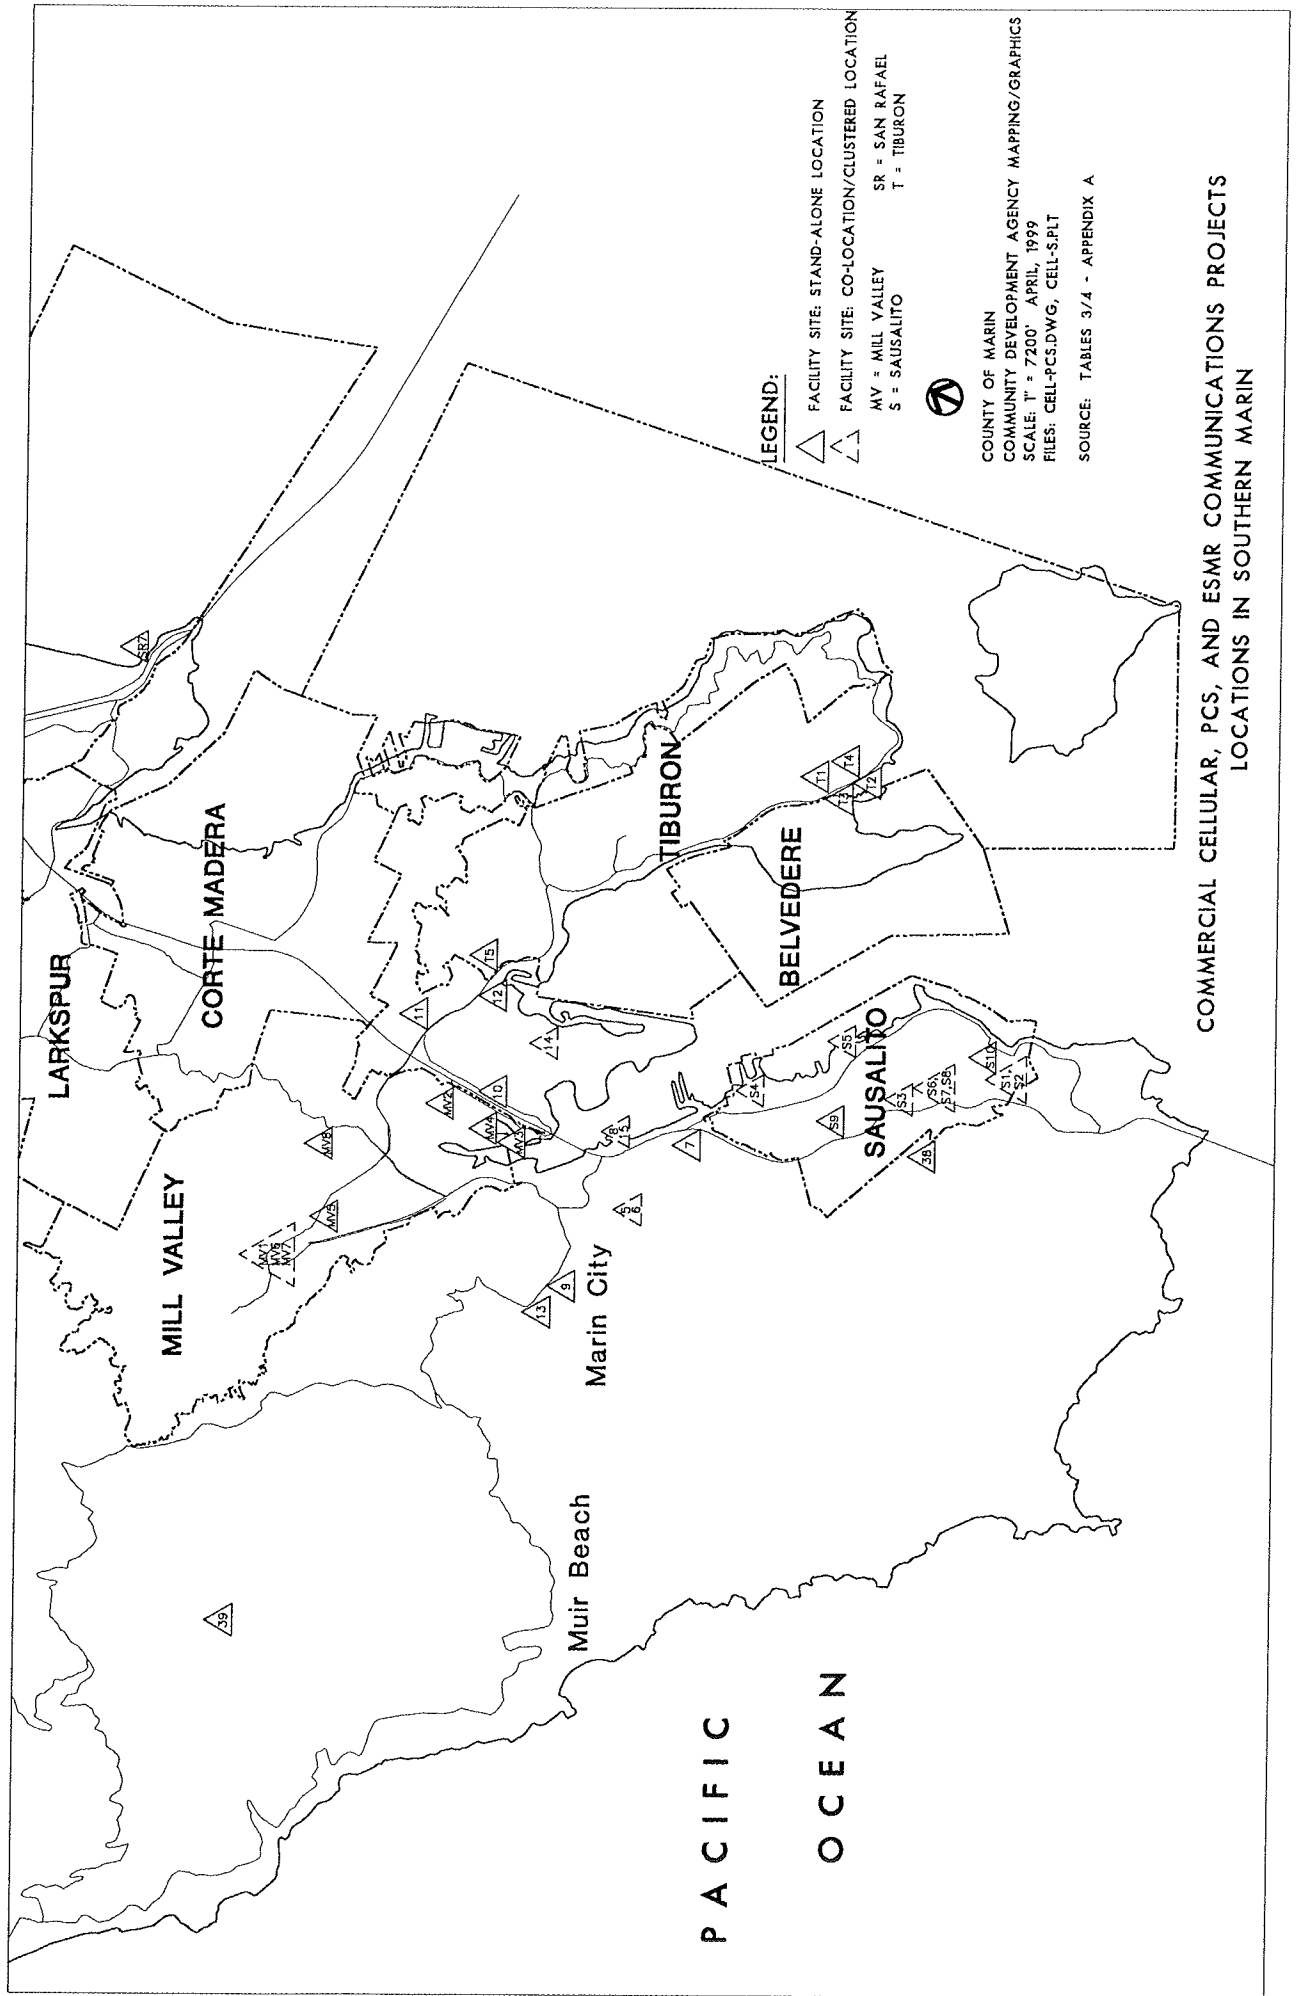 LARKSPUR
CORTE MADERA
MILL VALLEY
TIBURON
BELVEDERE
SAUSALITO
Marin City
Muir Beach
PACIFIC
OCEAN
SR7
39
MV1
MV6
MV7
MV5
MV8
MV2
MV4
MV3
10
11
12
T5
14
13
9
5
6
8
15
7
T1
T4
T3
T2
S4
S5
S9
S3
S6,
S7,S8
S10
S1,
S2
38
LEGEND:
FACILITY SITE: STAND-ALONE LOCATION
FACILITY SITE: CO-LOCATION/CLUSTERED LOCATION
MV = MILL VALLEY SR = SAN RAFAEL
S = SAUSALITO T = TIBURON
COUNTY OF MARIN
COMMUNITY DEVELOPMENT AGENCY MAPPING/GRAPHICS
SCALE: 1" = 7200' APRIL, 1999
FILES: CELL-PCS.DWG, CELL-S.PLT
SOURCE: TABLES 3/4 - APPENDIX A
COMMERCIAL CELLULAR, PCS, AND ESMR COMMUNICATIONS PROJECTS
LOCATIONS IN SOUTHERN MARIN